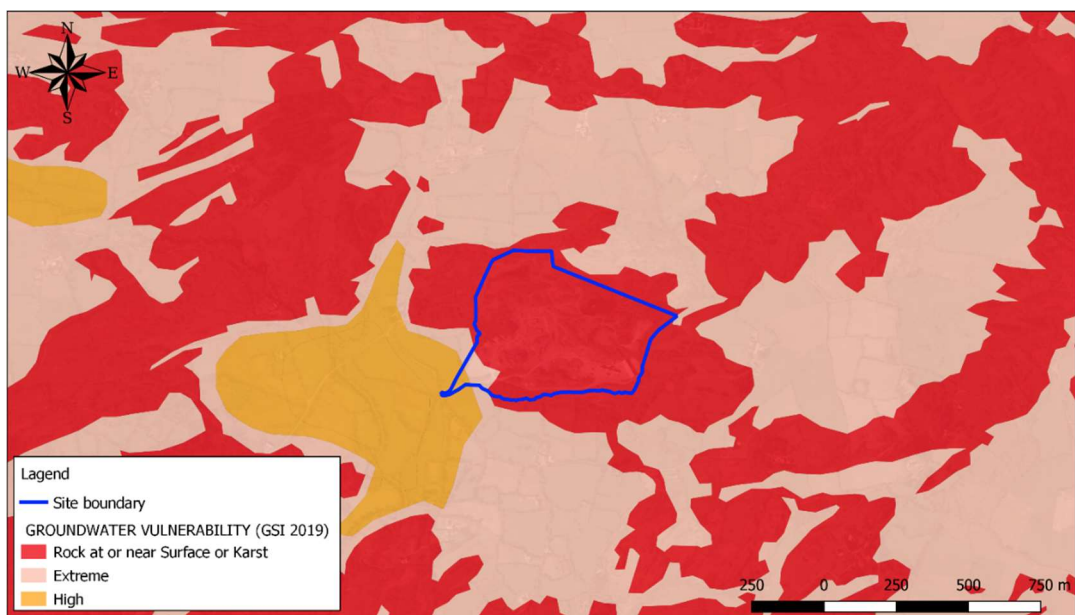 N
W E
S
Lagend
Site boundary
GROUNDWATER VULNERABILITY (GSI 2019)
Rock at or near Surface or Karst
Extreme
High
250 0 250 500 750 m